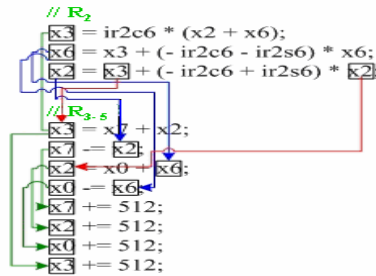 // R2
x3 = ir2c6 * (x2 + x6);
x6 = x3 + (- ir2c6 - ir2s6) * x6;
x2 = x3 + (- ir2c6 + ir2s6) * x2;
// R3-5
x3 = x7 + x2;
x7 -= x2;
x2 = x0 + x6;
x0 -= x6;
x7 += 512;
x2 += 512;
x0 += 512;
x3 += 512;